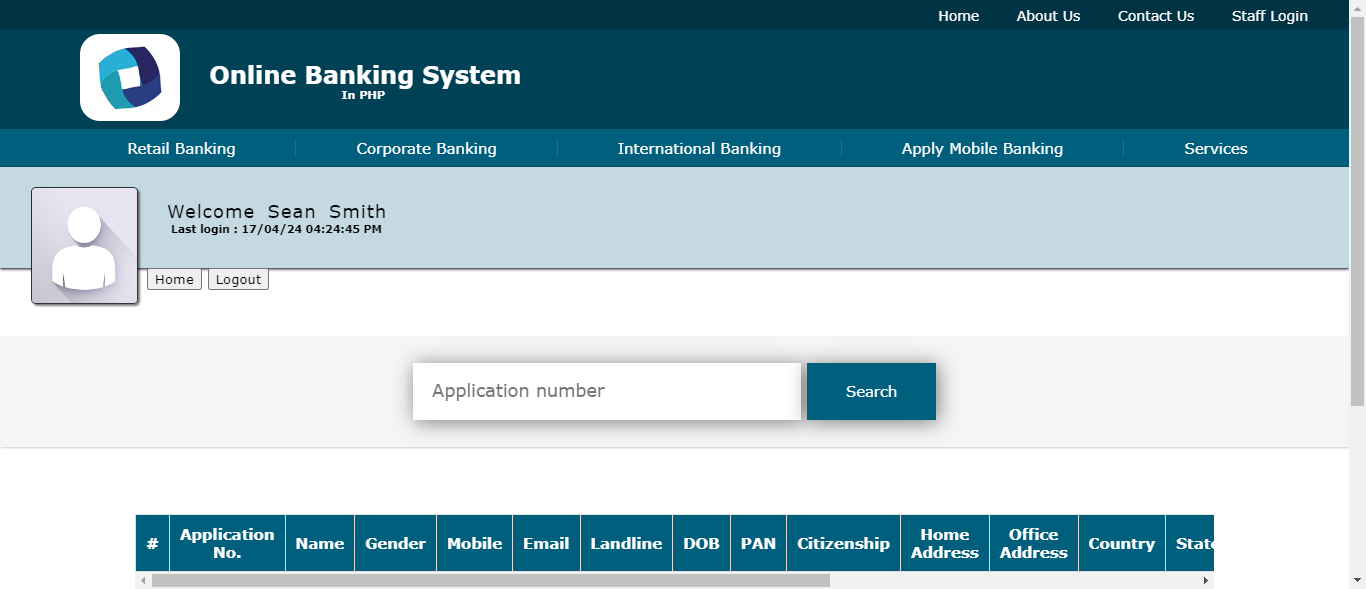 Home About Us Contact Us Staff Login
Online Banking System
In PHP
Retail Banking Corporate Banking International Banking Apply Mobile Banking Services
Welcome Sean Smith
Last login : 17/04/24 04:24:45 PM
Home Logout
Application number Search
# Application No. Name Gender Mobile Email Landline DOB PAN Citizenship Home Address Office Address Country State